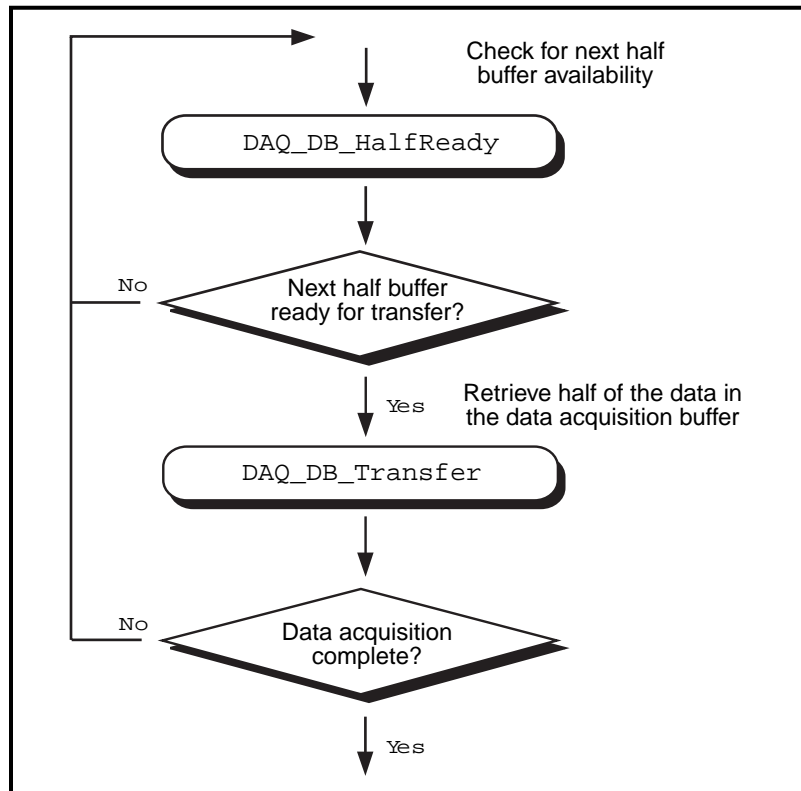 Check for next half
buffer availability
DAQ_DB_HalfReady
No
Next half buffer
ready for transfer?
Yes
Retrieve half of the data in
the data acquisition buffer
DAQ_DB_Transfer
No
Data acquisition
complete?
Yes